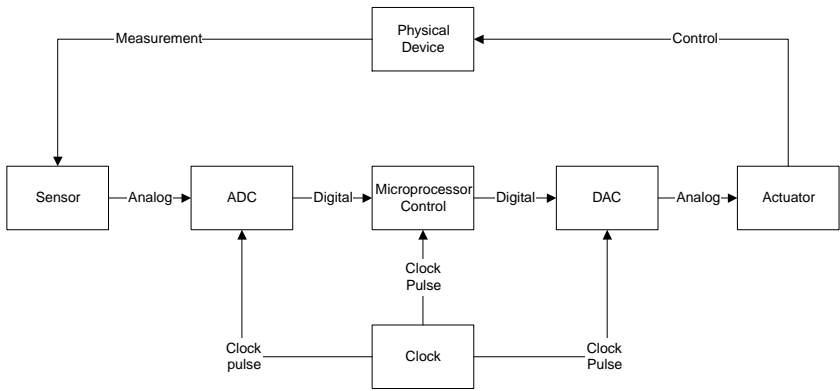 Physical
Device
Measurement
Control
Sensor
Analog
ADC
Digital
Microprocessor
Control
Digital
DAC
Analog
Actuator
Clock
Pulse
Clock
pulse
Clock
Clock
Pulse